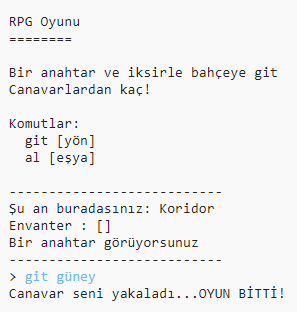 RPG Oyunu
========
Bir anahtar ve iksirle bahçeye git
Canavarlardan kaç!
Komutlar:
git [yön]
al [eşya]
---------------------------
Şu an buradasınız: Koridor
Envanter : []
Bir anahtar görüyorsunuz
---------------------------
> git güney
Canavar seni yakaladı...OYUN BİTTİ!